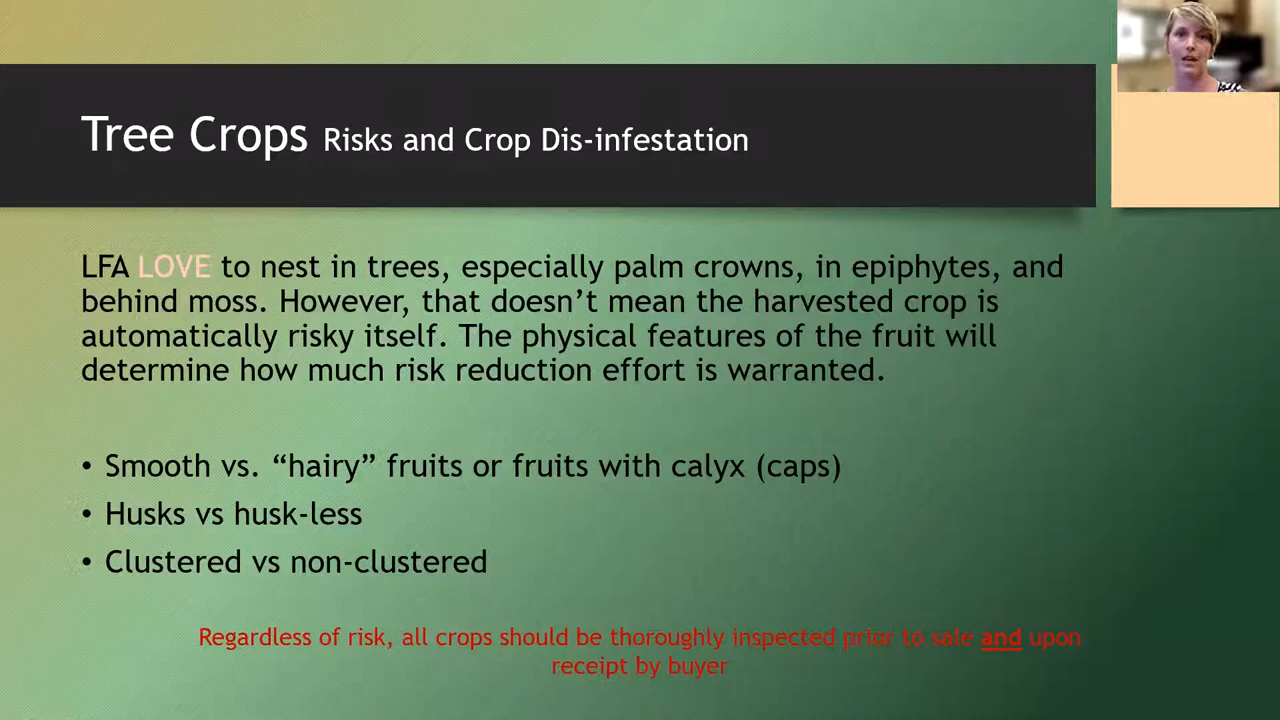 Tree Crops Risks and Crop Dis-infestation
LFA LOVE to nest in trees, especially palm crowns, in epiphytes, and
behind moss. However, that doesn’t mean the harvested crop is
automatically risky itself. The physical features of the fruit will
determine how much risk reduction effort is warranted.
• Smooth vs. “hairy” fruits or fruits with calyx (caps)
• Husks vs husk-less
• Clustered vs non-clustered
Regardless of risk, all crops should be thoroughly inspected prior to sale and upon
receipt by buyer